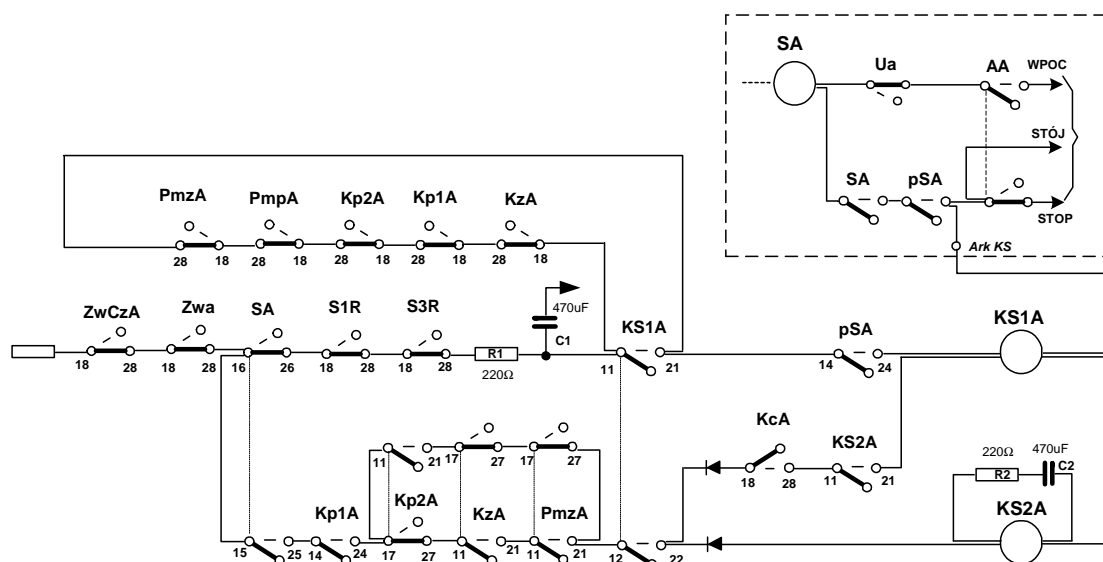 SA
Ua
AA
WPOC
STÓJ
SA
pSA
STOP
Ark KS
PmzA
PmpA
Kp2A
Kp1A
KzA
28 18 28 18 28 18 28 18 28 18
470uF
C1
ZwCzA
Zwa
SA
S1R
S3R
KS1A
pSA
KS1A
18 28 18 28 16 26 18 28 18 28
R1
220Ω
11 21
14 24
KcA
KS2A
11 21 17 27 17 27
18 28 11 21
220Ω
470uF
R2
C2
Kp1A
Kp2A
KzA
PmzA
KS2A
15 25 14 24 17 27 11 21 11 21 12 22